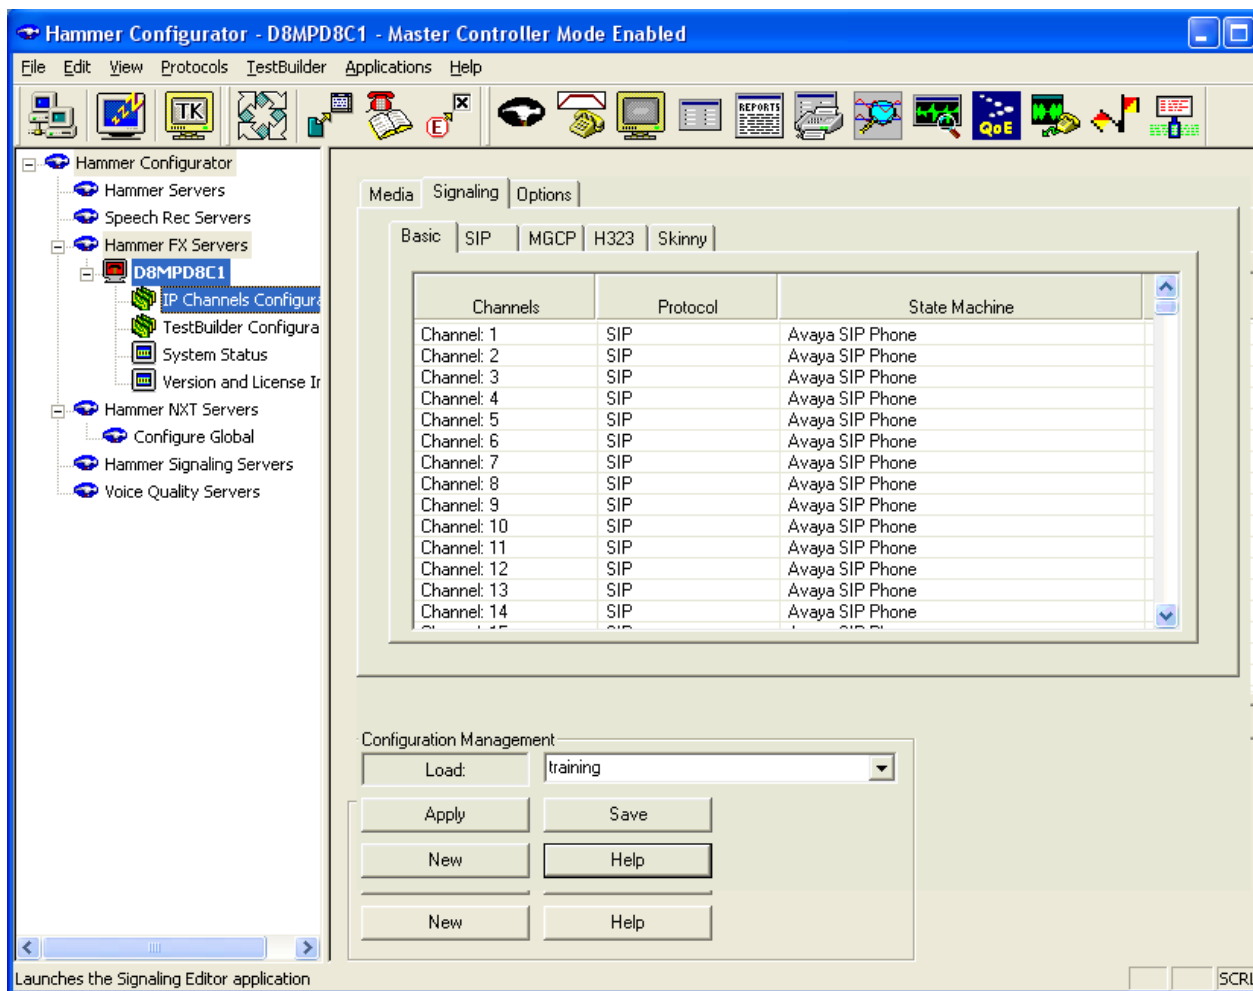 Hammer Configurator - D8MPD8C1 - Master Controller Mode Enabled
File Edit View Protocols TestBuilder Applications Help
TK
E
REPORTS
QoE
Hammer Configurator
Hammer Servers
Speech Rec Servers
Hammer FX Servers
D8MPD8C1
IP Channels Configura
TestBuilder Configura
System Status
Version and License Ir
Hammer NXT Servers
Configure Global
Hammer Signaling Servers
Voice Quality Servers
Media Signaling Options
Basic SIP MGCP H323 Skinny
Channels Protocol State Machine
Channel: 1 SIP Avaya SIP Phone
Channel: 2 SIP Avaya SIP Phone
Channel: 3 SIP Avaya SIP Phone
Channel: 4 SIP Avaya SIP Phone
Channel: 5 SIP Avaya SIP Phone
Channel: 6 SIP Avaya SIP Phone
Channel: 7 SIP Avaya SIP Phone
Channel: 8 SIP Avaya SIP Phone
Channel: 9 SIP Avaya SIP Phone
Channel: 10 SIP Avaya SIP Phone
Channel: 11 SIP Avaya SIP Phone
Channel: 12 SIP Avaya SIP Phone
Channel: 13 SIP Avaya SIP Phone
Channel: 14 SIP Avaya SIP Phone
Configuration Management
Load: training
Apply Save
New Help
New Help
Launches the Signaling Editor application
SCRL